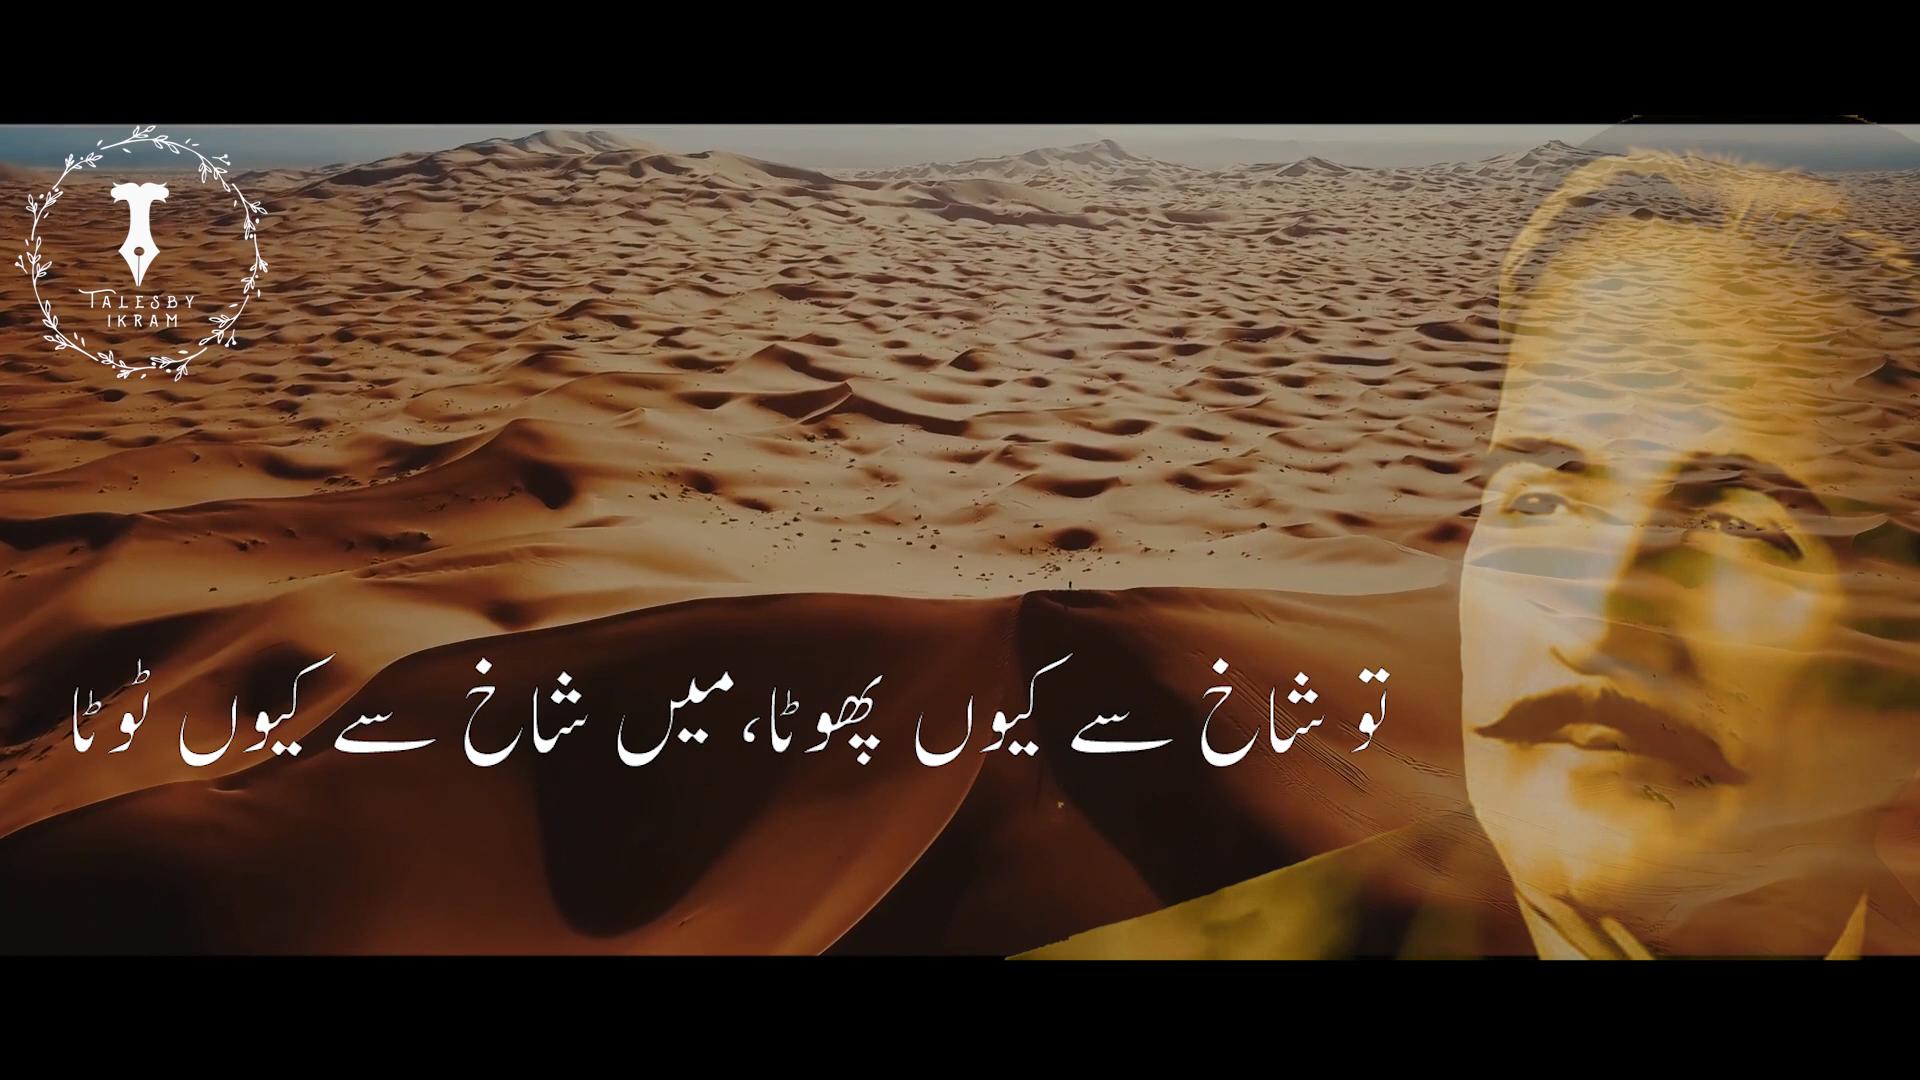 TALESBY
IKRAM
تو شاخ سے کیوں پھوٹا، میں شاخ سے کیوں ٹوٹا